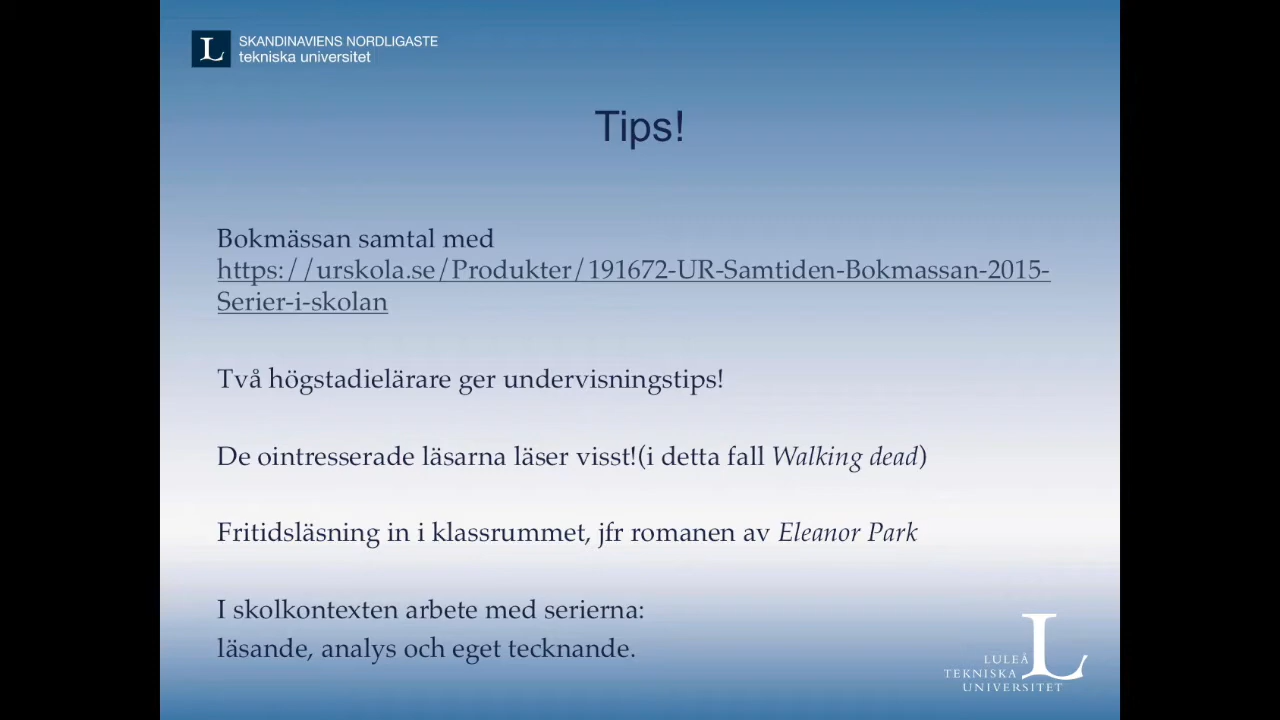 SKANDINAVIENS NORDLIGASTE
tekniska universitet
Tips!
Bokmässan samtal med
https://urskola.se/Produkter/191672-UR-Samtiden-Bokmassan-2015-
Serier-i-skolan
Två högstadielärare ger undervisningstips!
De ointresserade läsarna läser visst!(i detta fall Walking dead)
Fritidsläsning in i klassrummet, jfr romanen av Eleanor Park
I skolkontexten arbete med serierna:
läsande, analys och eget tecknande.
LULEÅ
TEKNISKA
UNIVERSITET